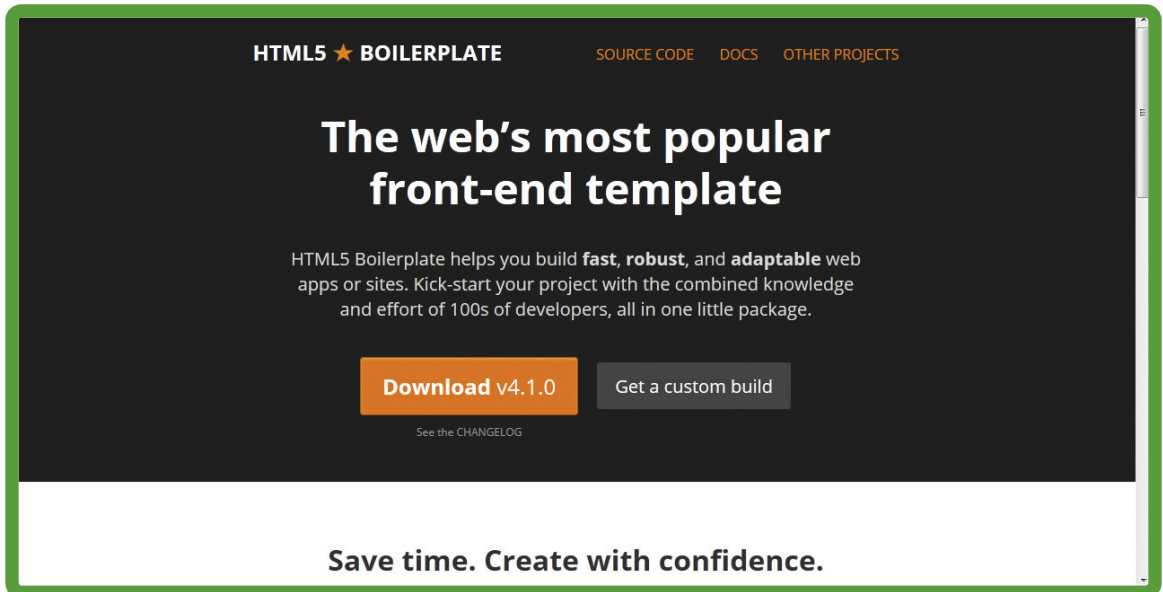 HTML5 ★ BOILERPLATE
SOURCE CODE DOCS OTHER PROJECTS
The web’s most popular
front-end template
HTML5 Boilerplate helps you build fast, robust, and adaptable web
apps or sites. Kick-start your project with the combined knowledge
and effort of 100s of developers, all in one little package.
Download v4.1.0
Get a custom build
See the CHANGELOG
Save time. Create with confidence.